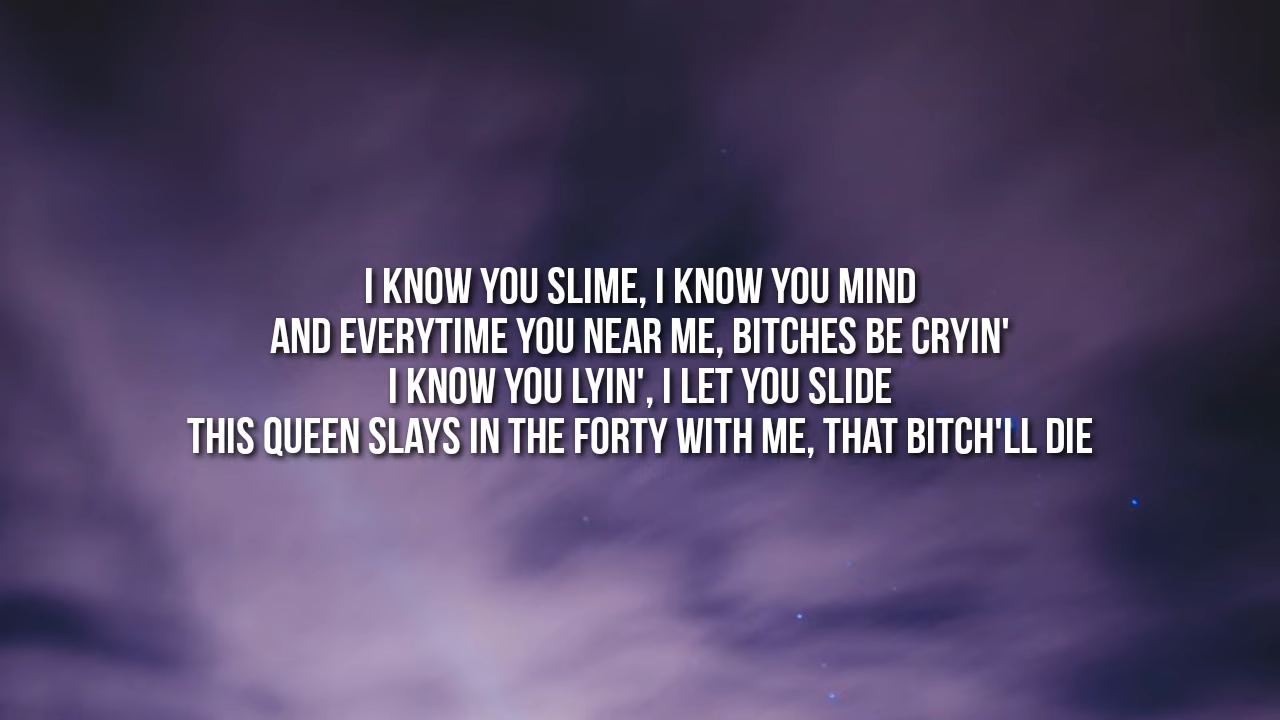 I KNOW YOU SLIME, I KNOW YOU MIND
AND EVERYTIME YOU NEAR ME, BITCHES BE CRYIN'
I KNOW YOU LYIN', I LET YOU SLIDE
THIS QUEEN SLAYS IN THE FORTY WITH ME, THAT BITCH'LL DIE